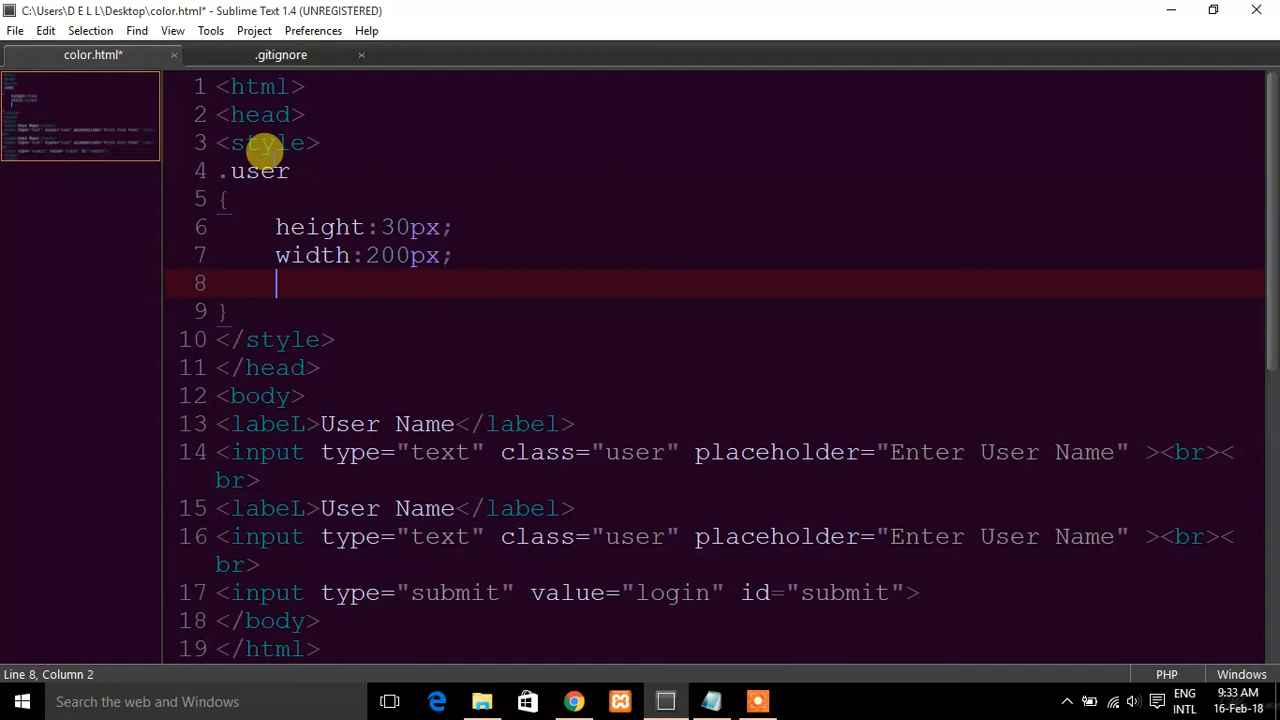 C:\Users\D E L L\Desktop\color.html* - Sublime Text 1.4 (UNREGISTERED)
File Edit Selection Find View Tools Project Preferences Help
color.html* × .gitignore ×
1 <html>
2 <head>
3 <style>
4 .user
5 {
6 height:30px;
7 width:200px;
8
9 }
10 </style>
11 </head>
12 <body>
13 <labeL>User Name</label>
14 <input type="text" class="user" placeholder="Enter User Name" ><br><
br>
15 <labeL>User Name</label>
16 <input type="text" class="user" placeholder="Enter User Name" ><br><
br>
17 <input type="submit" value="login" id="submit">
18 </body>
19 </html>
Line 8, Column 2 PHP Windows
Search the web and Windows
ENG 9:33 AM
INTL 16-Feb-18